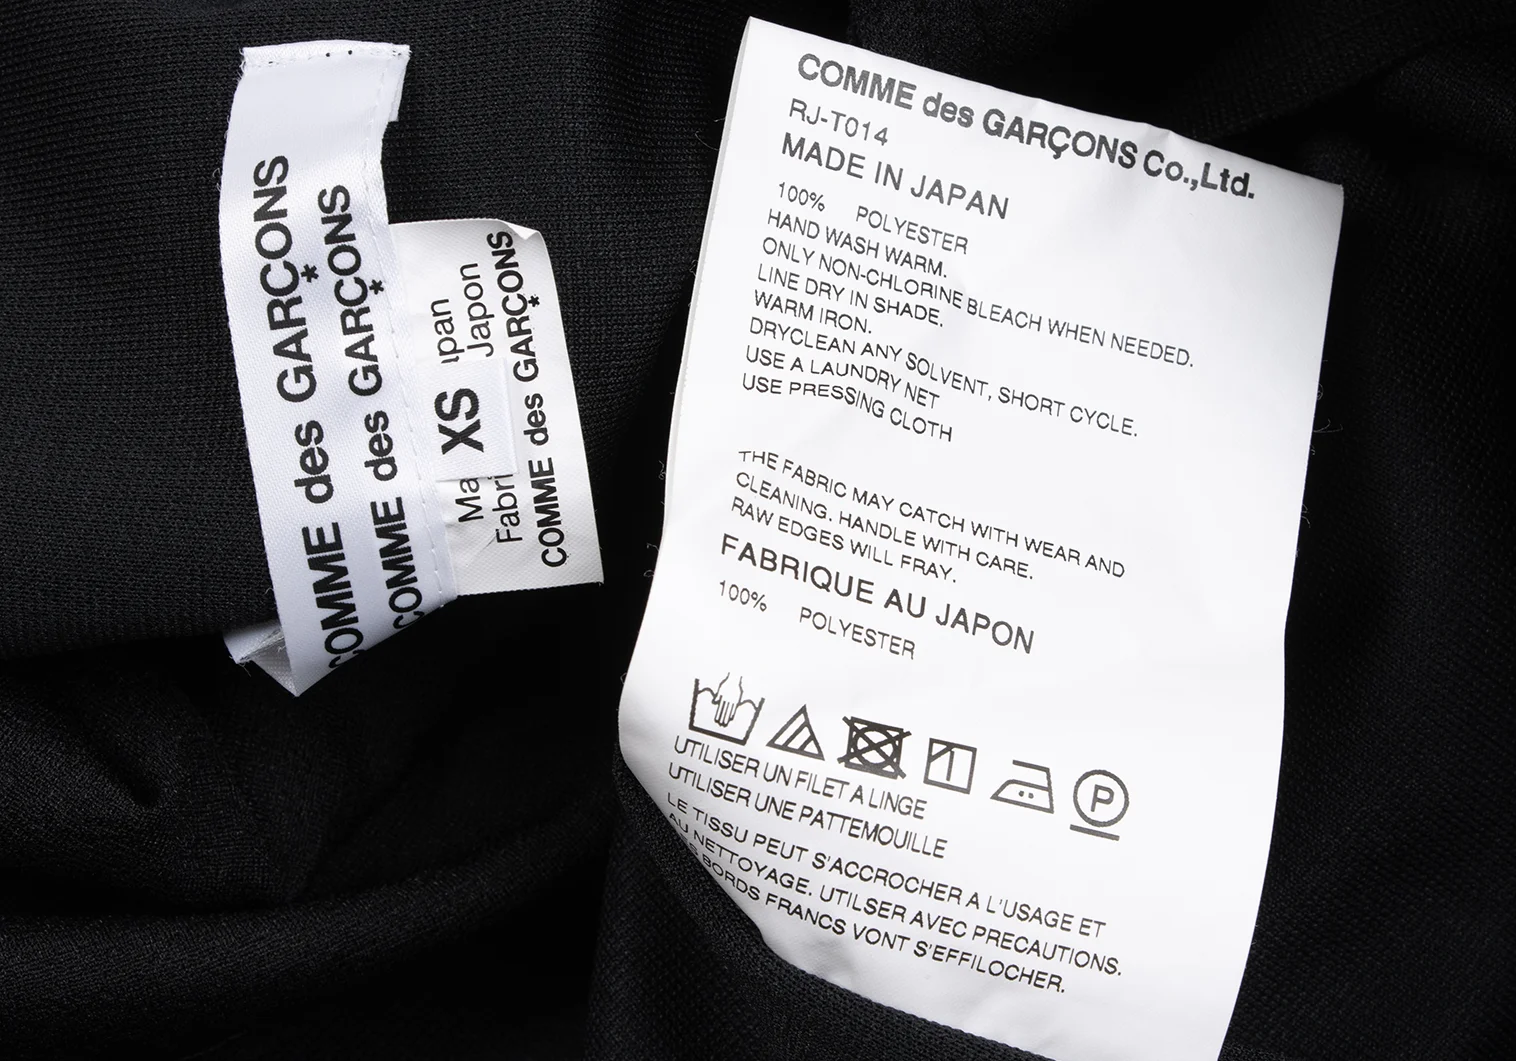 COMME des GARÇONS
COMME des GARÇONS
XS
Ma
ıpan
Fabri
Japon
COMME des GARÇONS
COMME des GARÇONS Co.,Ltd.
RJ-T014
MADE IN JAPAN
100% POLYESTER
HAND WASH WARM.
ONLY NON-CHLORINE BLEACH WHEN NEEDED.
LINE DRY IN SHADE.
WARM IRON.
DRYCLEAN ANY SOLVENT, SHORT CYCLE.
USE A LAUNDRY NET
USE PRESSING CLOTH
THE FABRIC MAY CATCH WITH WEAR AND
CLEANING. HANDLE WITH CARE.
RAW EDGES WILL FRAY.
FABRIQUE AU JAPON
100% POLYESTER
P
UTILISER UN FILET A LINGE
UTILISER UNE PATTEMOUILLE
LE TISSU PEUT S'ACCROCHER A L'USAGE ET
AU NETTOYAGE. UTILSER AVEC PRECAUTIONS.
BORDS FRANCS VONT S'EFFILOCHER.